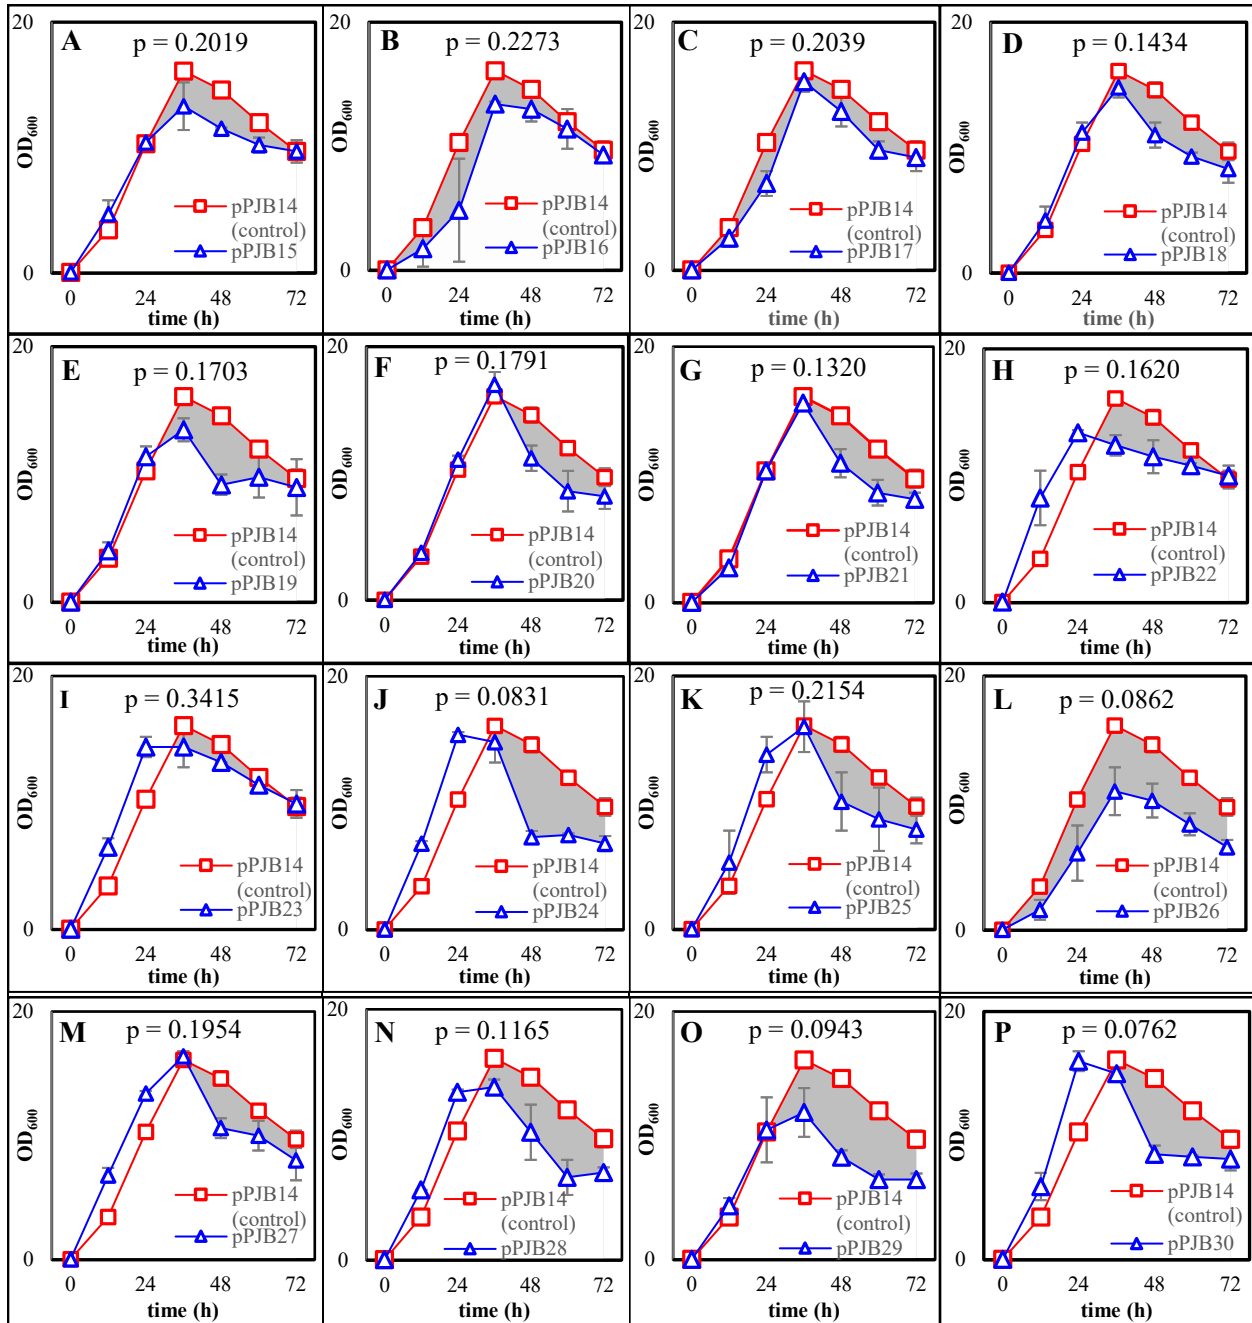 A
p = 0.2019
20
OD600
0
pPJB14
(control)
pPJB15
0 24 48 72
time (h)
B
p = 0.2273
20
OD600
0
pPJB14
(control)
pPJB16
0 24 48 72
time (h)
C
p = 0.2039
20
OD600
0
pPJB14
(control)
pPJB17
0 24 48 72
time (h)
D
p = 0.1434
20
OD600
0
pPJB14
(control)
pPJB18
0 24 48 72
time (h)
E
p = 0.1703
20
OD600
0
pPJB14
(control)
pPJB19
0 24 48 72
time (h)
F
p = 0.1791
20
OD600
0
pPJB14
(control)
pPJB20
0 24 48 72
time (h)
G
p = 0.1320
20
OD600
0
pPJB14
(control)
pPJB21
0 24 48 72
time (h)
H
p = 0.1620
20
OD600
0
pPJB14
(control)
pPJB22
0 24 48 72
time (h)
I
p = 0.3415
20
OD600
0
pPJB14
(control)
pPJB23
0 24 48 72
time (h)
J
p = 0.0831
20
OD600
0
pPJB14
(control)
pPJB24
0 24 48 72
time (h)
K
p = 0.2154
20
OD600
0
pPJB14
(control)
pPJB25
0 24 48 72
time (h)
L
p = 0.0862
20
OD600
0
pPJB14
(control)
pPJB26
0 24 48 72
time (h)
M
p = 0.1954
20
OD600
0
pPJB14
(control)
pPJB27
0 24 48 72
time (h)
N
p = 0.1165
20
OD600
0
pPJB14
(control)
pPJB28
0 24 48 72
time (h)
O
p = 0.0943
20
OD600
0
pPJB14
(control)
pPJB29
0 24 48 72
time (h)
P
p = 0.0762
20
OD600
0
pPJB14
(control)
pPJB30
0 24 48 72
time (h)